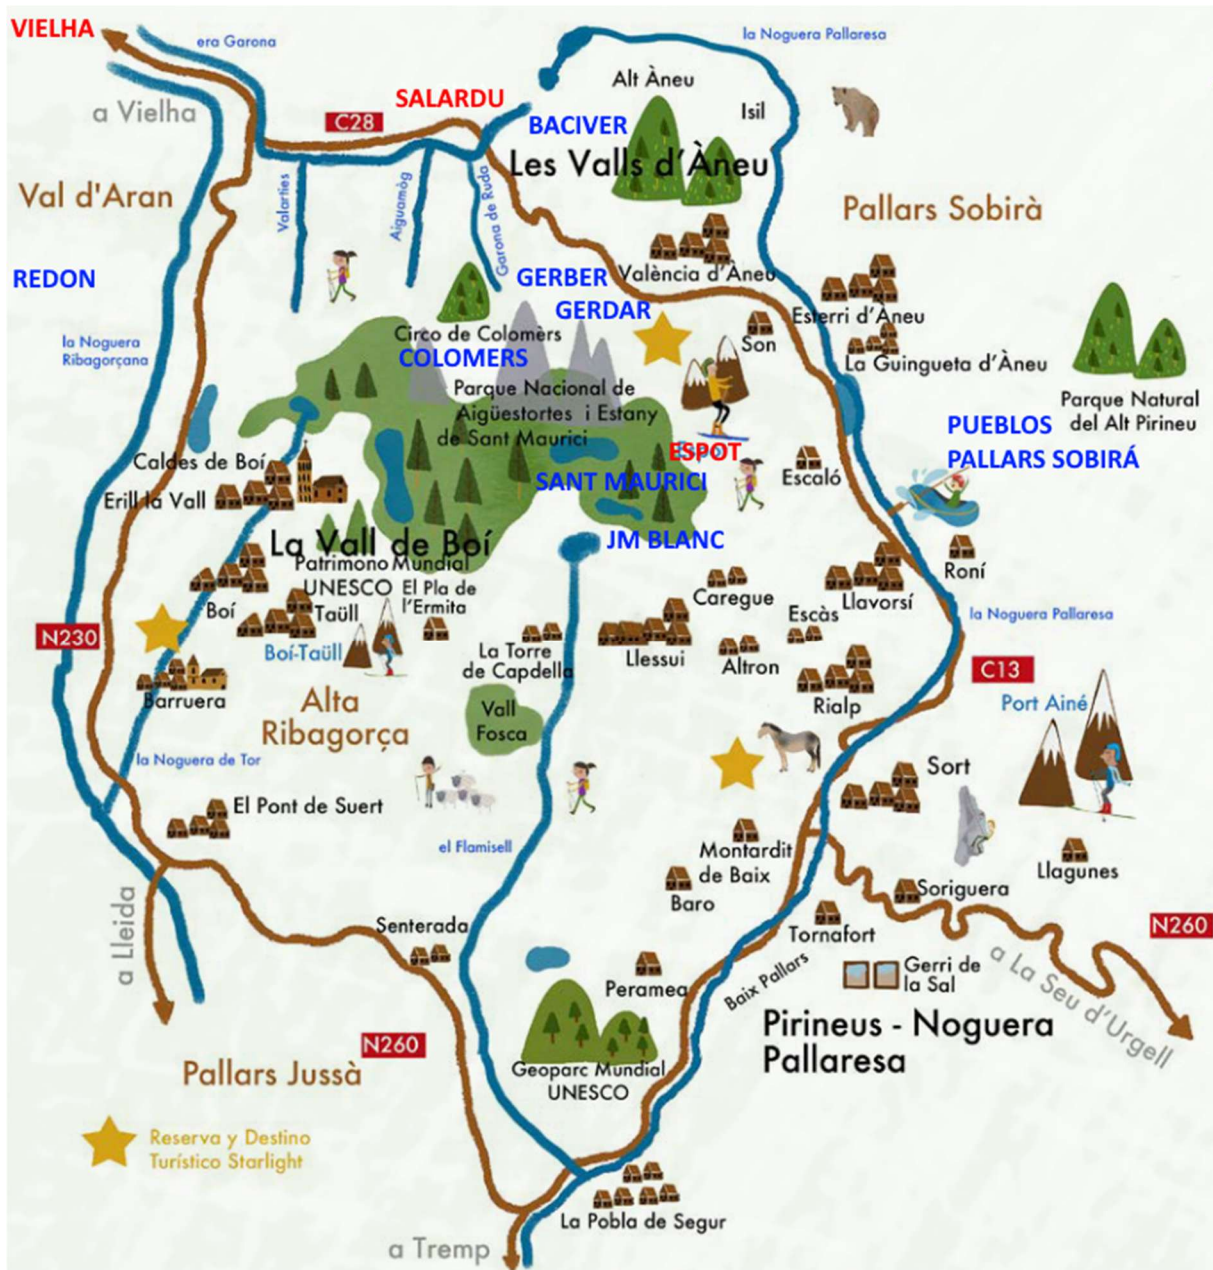 VIELHA
era Garona
la Noguera Pallaresa
a Vielha
C28
SALARDU
Alt Àneu
Isil
BACIVER
Les Valls d'Àneu
Val d'Aran
Valarties
Aiguamòg
Garona de Ruda
Pallars Sobirà
REDON
GERBER
València d'Àneu
GERDAR
Esterri d'Àneu
la Noguera
Ribagorçana
Circo de Colomèrs
COLOMERS
Son
La Guingueta d'Àneu
Parque Nacional de
Aigüestortes i Estany
de Sant Maurici
Parque Natural
del Alt Pirineu
PUEBLOS
PALLARS SOBIRÁ
ESPOT
Caldes de Boí
Escaló
SANT MAURICI
Erill la Vall
La Vall de Boí
JM BLANC
Patrimono Mundial
UNESCO
El Pla de
l'Ermita
Roní
Caregue
Llavorsí
Boí
Taüll
Escàs
la Noguera Pallaresa
N230
Boí-Taüll
La Torre
de Capdella
Llessui
Altron
C13
Barruera
Alta
Ribagorça
Vall
Fosca
Rialp
Port Ainé
la Noguera de Tor
Sort
El Pont de Suert
el Flamisell
Montardit
de Baix
Llagunes
Baro
Soriguera
a Lleida
Senterada
Tornafort
N260
a La Seu d'Urgell
Peramea
Baix Pallars
Gerri de
la Sal
N260
Pirineus - Noguera
Pallaresa
Pallars Jussà
Geoparc Mundial
UNESCO
Reserva y Destino
Turístico Starlight
La Pobla de Segur
a Tremp